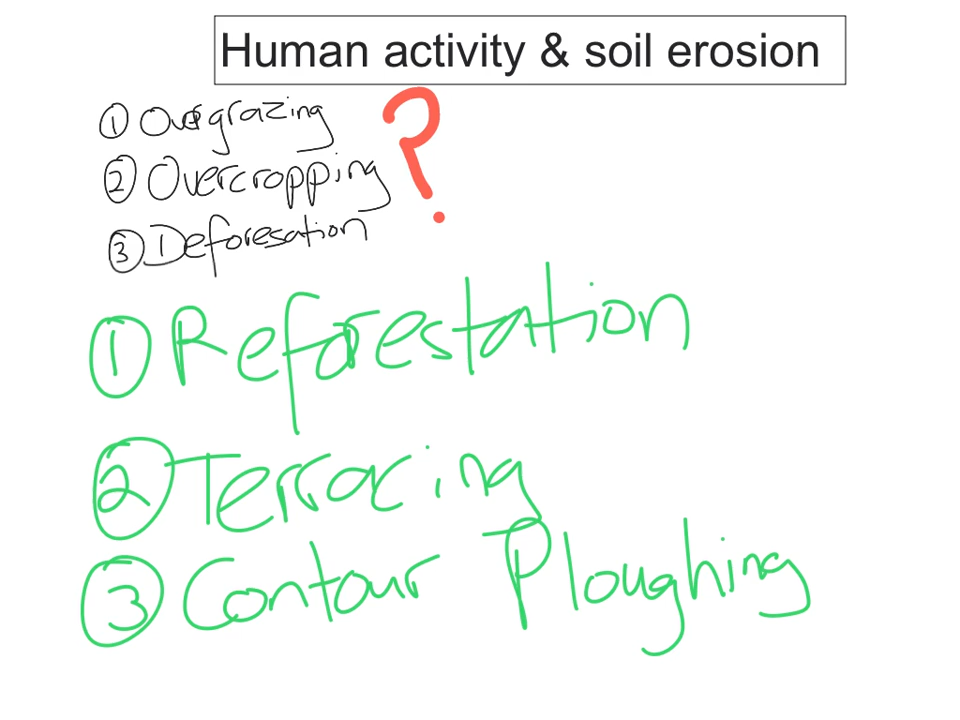 Human activity & soil erosion
① Overgrazing
② Overcropping
?
③ Deforesation
① Reforestation
② Terracing
③ Contour Ploughing